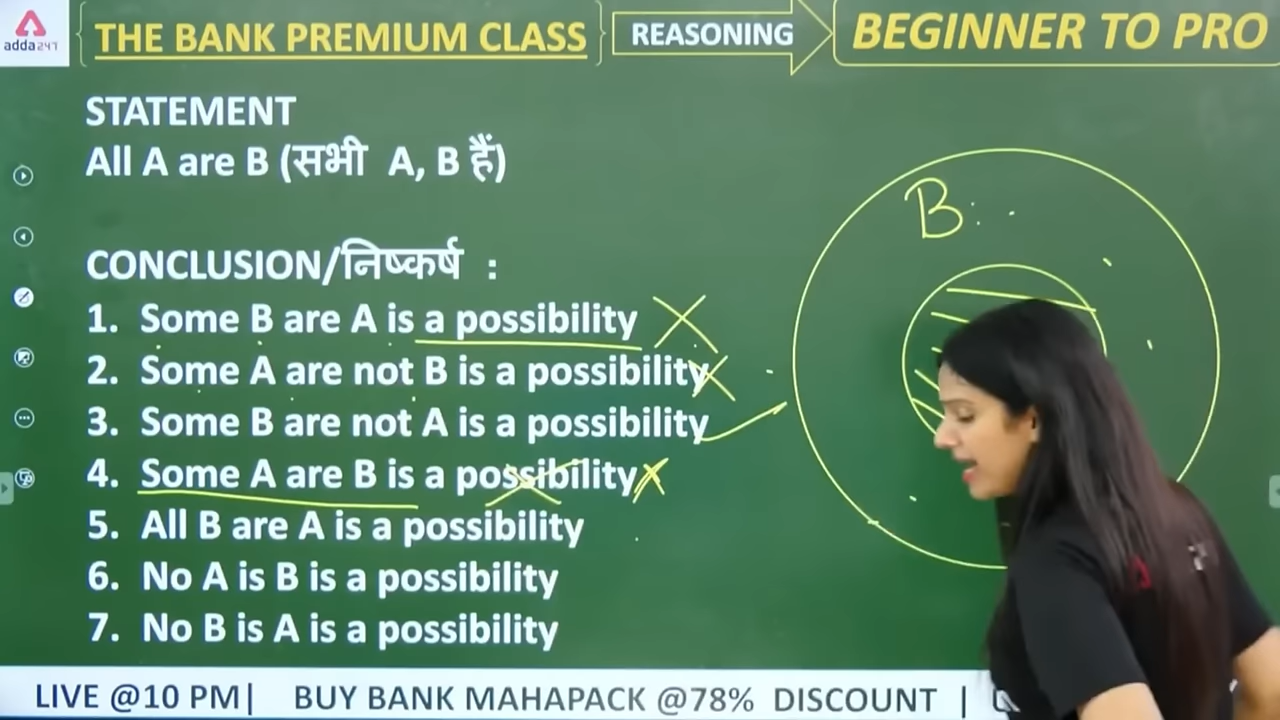 adda247
THE BANK PREMIUM CLASS
REASONING
BEGINNER TO PRO
STATEMENT
All A are B (सभी A, B हैं)
CONCLUSION/निष्कर्ष :
1. Some B are A is a possibility
2. Some A are not B is a possibility
3. Some B are not A is a possibility
4. Some A are B is a possibility
5. All B are A is a possibility
6. No A is B is a possibility
7. No B is A is a possibility
B
LIVE @10 PM| BUY BANK MAHAPACK @78% DISCOUNT |